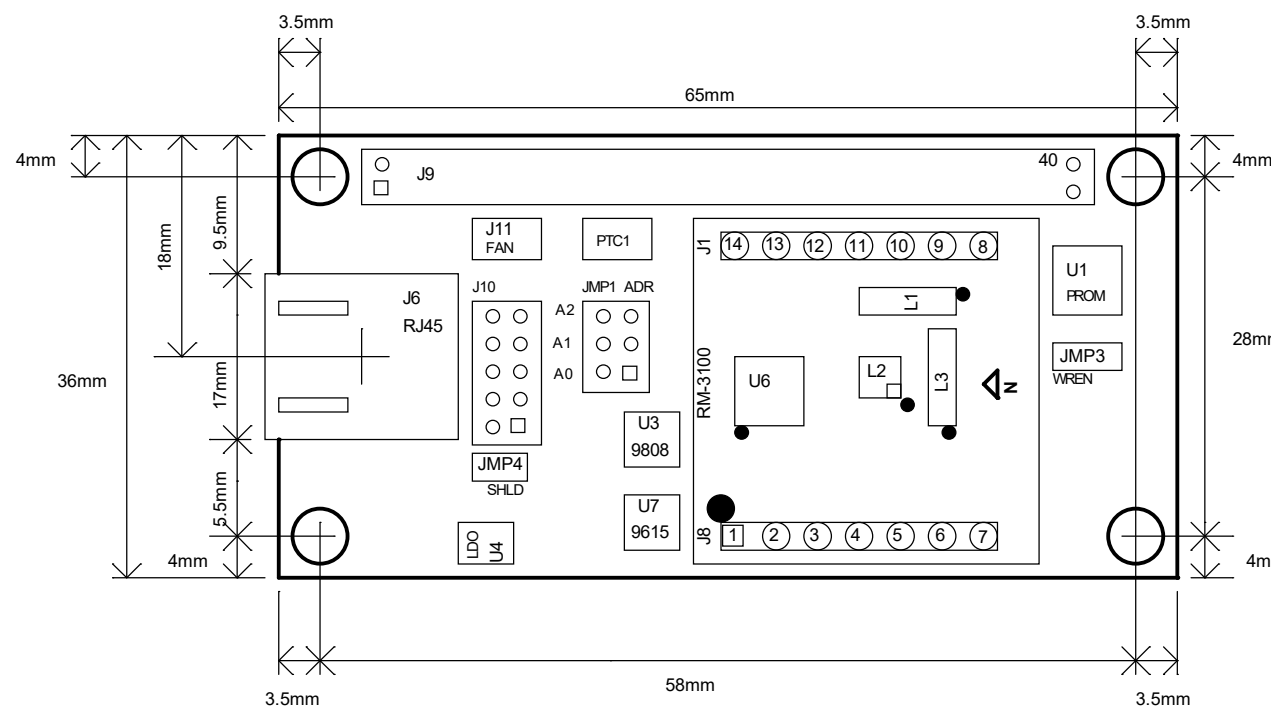 3.5mm
3.5mm
65mm
4mm
4mm
J9
40
9.5mm
18mm
J11
FAN
PTC1
J1
14 13 12 11 10 9 8
U1
PROM
J6
RJ45
J10
JMP1 ADR
A2
A1
A0
L1
28mm
JMP3
WREN
36mm
17mm
RM-3100
U6
L2
L3
N
U3
9808
JMP4
SHLD
5.5mm
U7
9615
LDO
U4
J8
1 2 3 4 5 6 7
4mm
4m
58mm
3.5mm
3.5mm